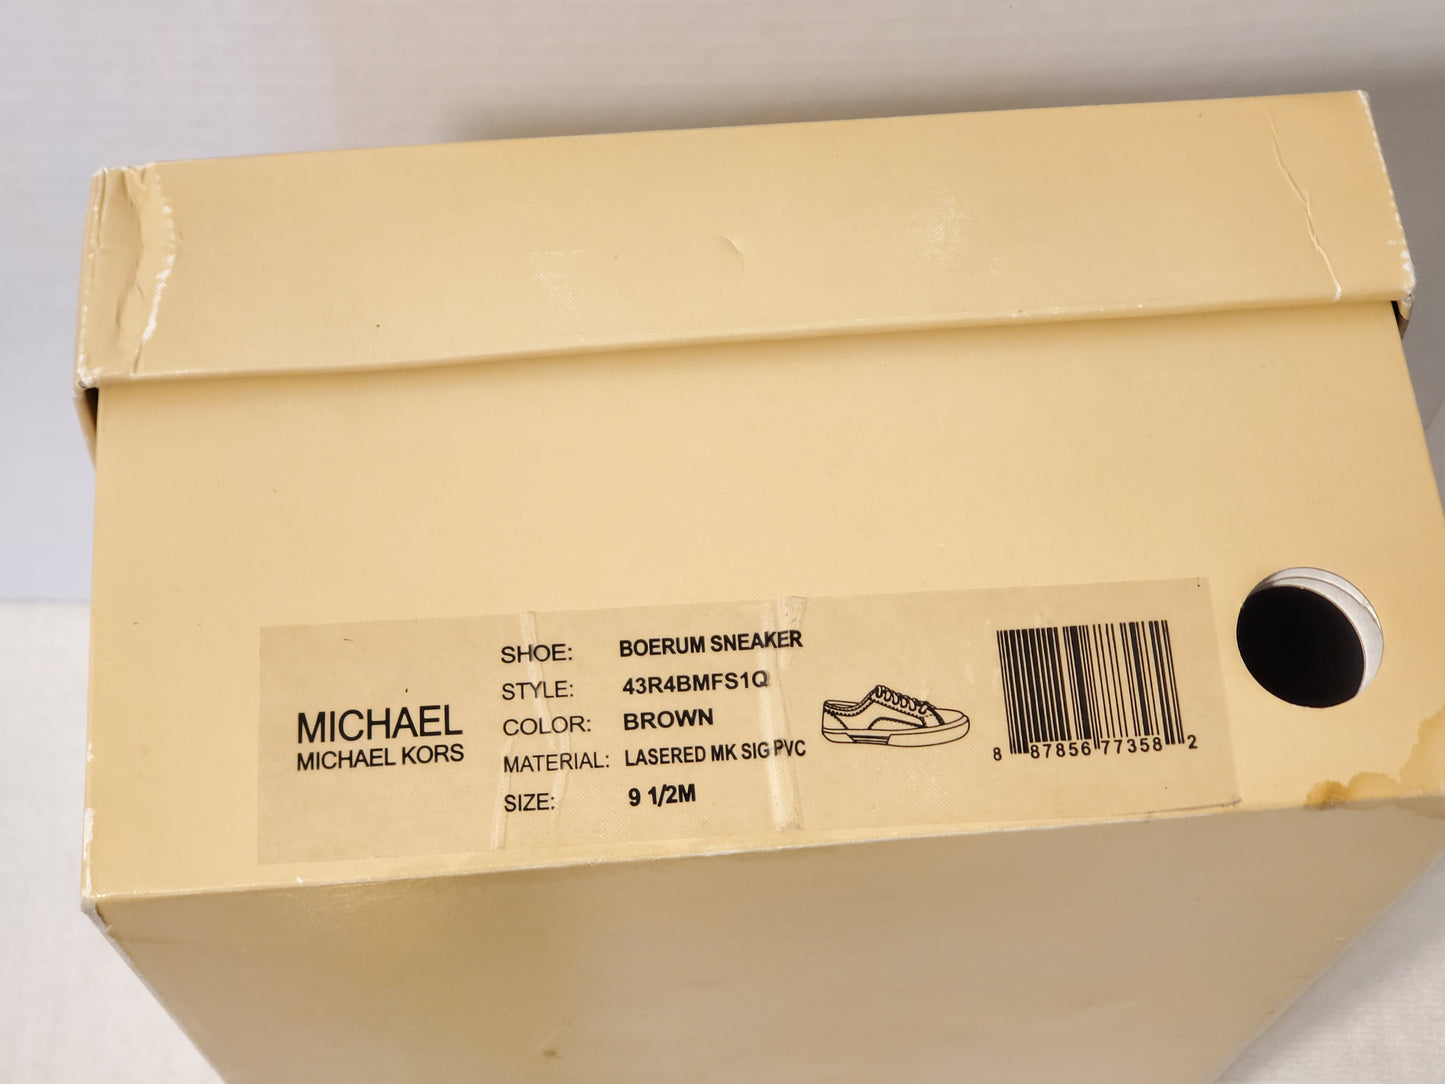 MICHAEL
MICHAEL KORS
SHOE: BOERUM SNEAKER
STYLE: 43R4BMFS1Q
COLOR: BROWN
MATERIAL: LASERED MK SIG PVC
SIZE: 9 1/2M
8 87856 77358 2